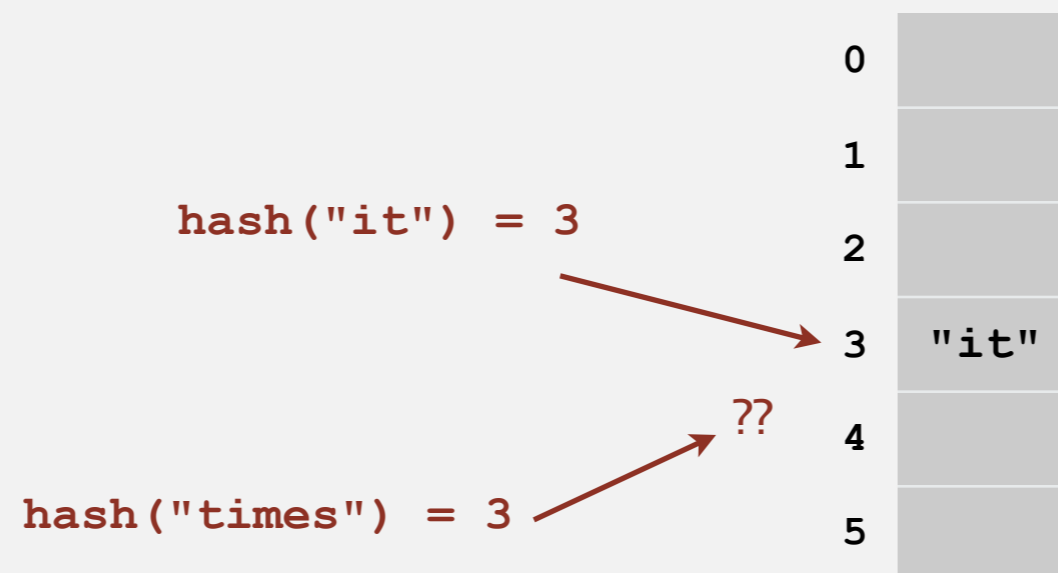 0
1
hash("it") = 3
2
3 "it"
??
4
hash("times") = 3
5